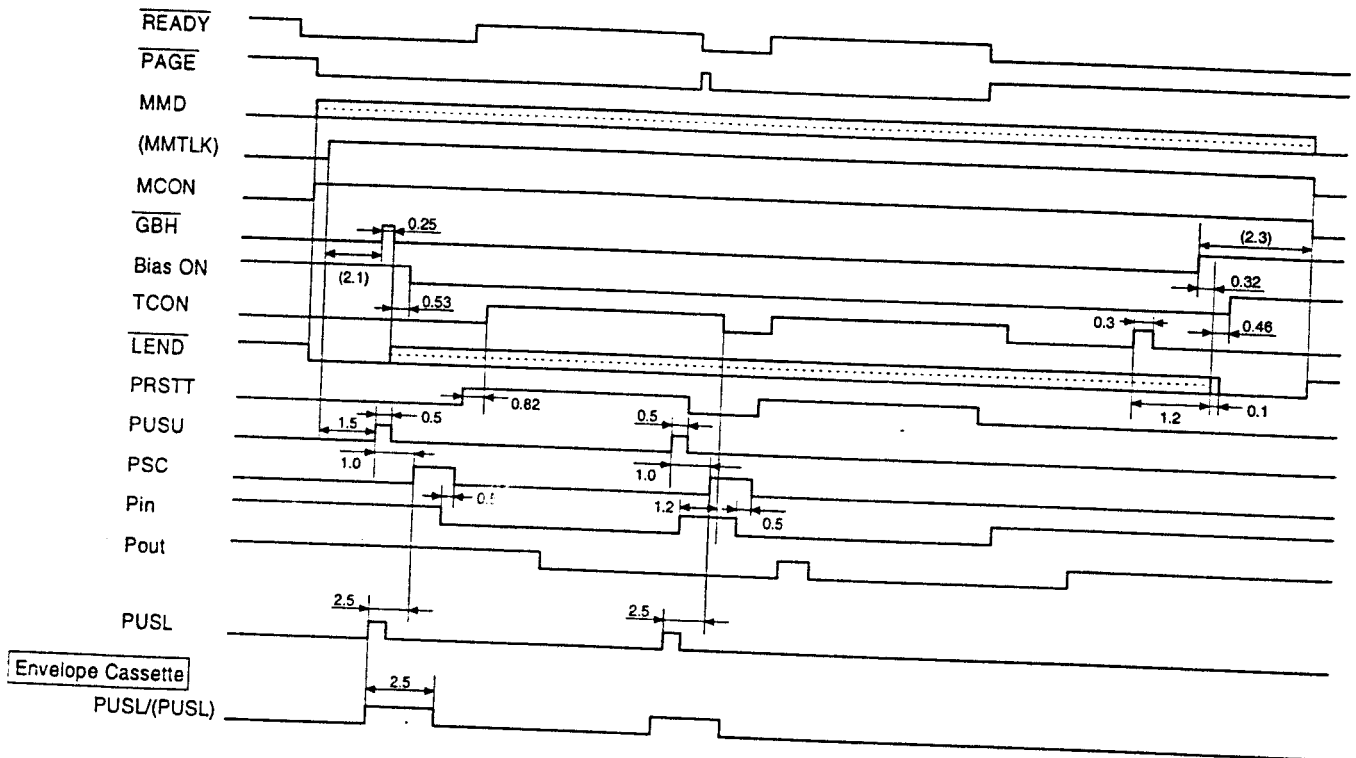 READY
PAGE
MMD
(MMTLK)
MCON
GBH
0.25
(2.3)
Bias ON
(2.1)
0.32
TCON
0.53
0.3
0.46
LEND
PRSTT
0.82
1.2
0.1
PUSU
1.5
0.5
0.5
PSC
1.0
1.0
Pin
1.2
0.5
Pout
2.5
2.5
PUSL
Envelope Cassette
2.5
PUSL/(PUSL)